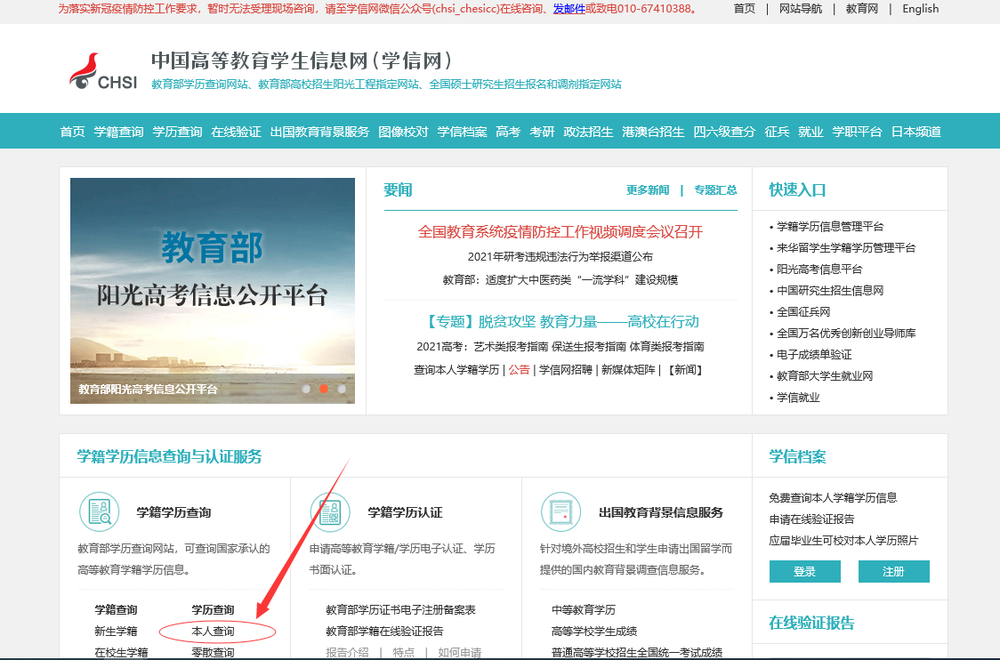 为落实新冠疫情防控工作要求，暂时无法受理现场咨询，请至学信网微信公众号(chsi_chesicc)在线咨询、发邮件或致电010-67410388。
首页 | 网站导航 | 教育网 | English
CHSI
中国高等教育学生信息网(学信网)
教育部学历查询网站、教育部高校招生阳光工程指定网站、全国硕士研究生招生报名和调剂指定网站
首页 学籍查询 学历查询 在线验证 出国教育背景服务 图像校对 学信档案 高考 考研 政法招生 港澳台招生 四六级查分 征兵 就业 学职平台 日本频道
教育部
阳光高考信息公开平台
教育部阳光高考信息公开平台
要闻
更多新闻 | 专题汇总
全国教育系统疫情防控工作视频调度会议召开
2021年研考违规违法行为举报渠道公布
教育部：适度扩大中医药类“一流学科”建设规模
【专题】脱贫攻坚 教育力量——高校在行动
2021高考：艺术类报考指南 保送生报考指南 体育类报考指南
查询本人学籍学历 | 公告 | 学信网招聘 | 新媒体矩阵 | 【新闻】
快速入口
• 学籍学历信息管理平台
• 来华留学生学籍学历管理平台
• 阳光高考信息平台
• 中国研究生招生信息网
• 全国征兵网
• 全国万名优秀创新创业导师库
• 电子成绩单验证
• 教育部大学生就业网
• 学信就业
学籍学历信息查询与认证服务
学籍学历查询
教育部学历查询网站，可查询国家承认的
高等教育学籍学历信息。
学籍查询 学历查询
新生学籍 本人查询
在校生学籍 零散查询
学籍学历认证
申请高等教育学籍/学历电子认证、学历
书面认证。
教育部学历证书电子注册备案表
教育部学籍在线验证报告
报告介绍 | 特点 | 如何申请
出国教育背景信息服务
针对境外高校招生和学生申请出国留学而
提供的国内教育背景调查信息服务。
中等教育学历
高等学校学生成绩
普通高等学校招生全国统一考试成绩
学信档案
免费查询本人学籍学历信息
申请在线验证报告
应届毕业生可校对本人学历照片
登录 注册
在线验证报告